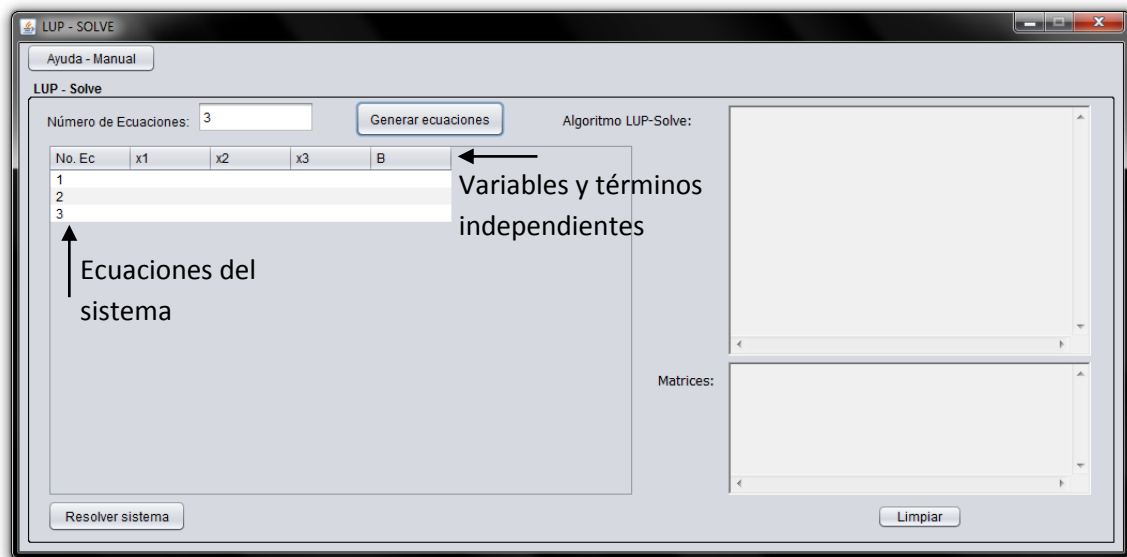 LUP - SOLVE
Ayuda - Manual
LUP - Solve
Número de Ecuaciones: 3 Generar ecuaciones Algoritmo LUP-Solve:
No. Ec x1 x2 x3 B
1
2
3
Variables y términos
independientes
Ecuaciones del
sistema
Matrices:
Resolver sistema Limpiar